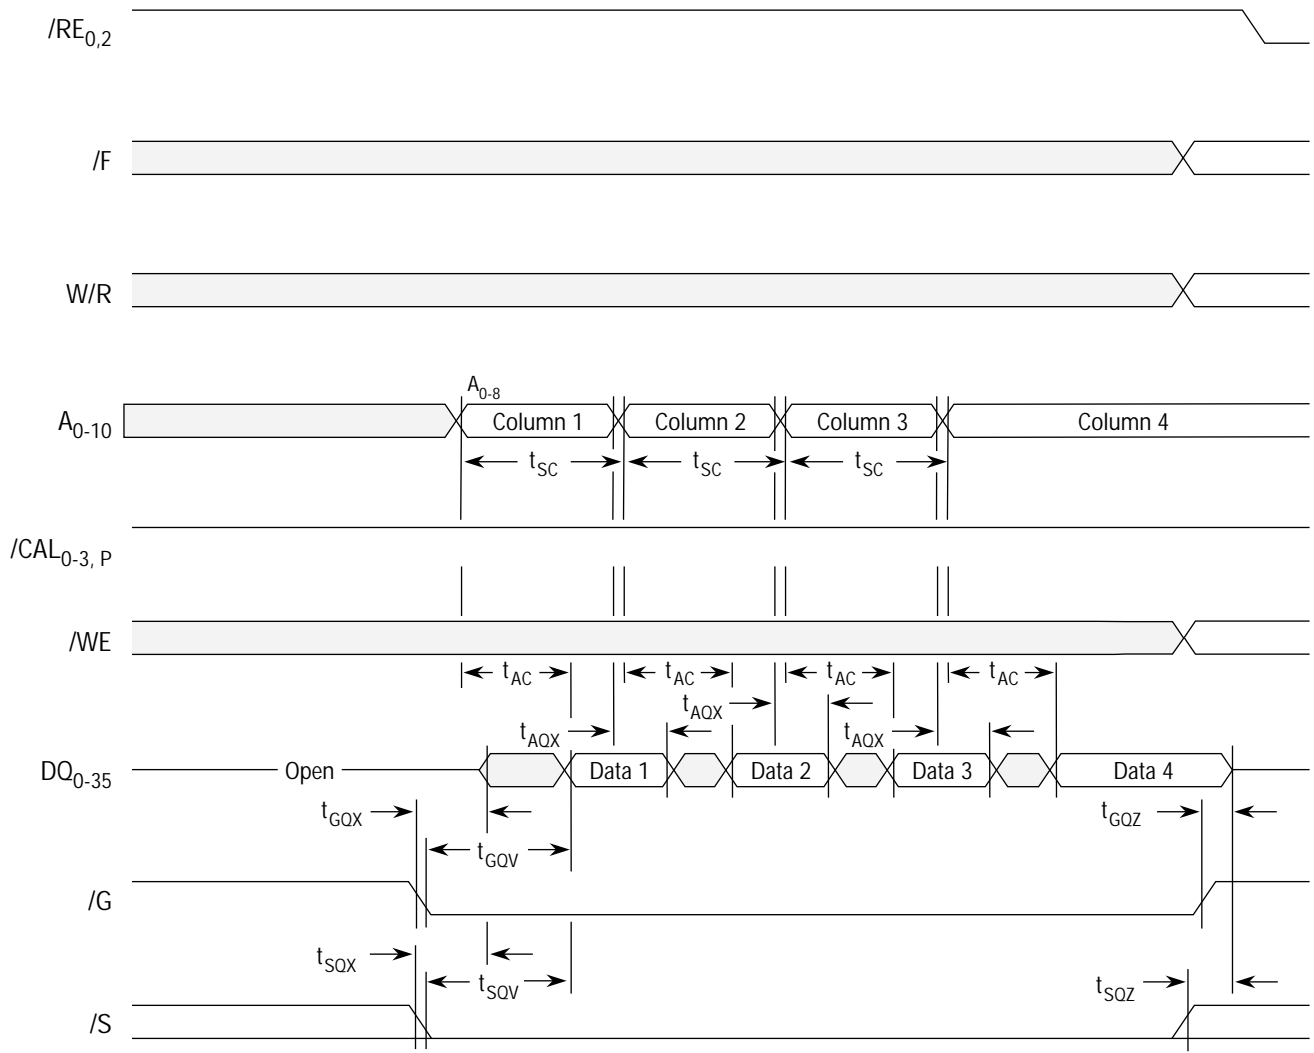 /RE0,2
/F
W/R
A0-8
A0-10 Column 1 Column 2 Column 3 Column 4
tSC tSC tSC
/CAL0-3, P
/WE
tAC tAC tAC tAC
tAQX
tAQX tAQX
DQ0-35 Open Data 1 Data 2 Data 3 Data 4
tGQX tGQZ
tGQV
/G
tSQX
tSQV tSQZ
/S